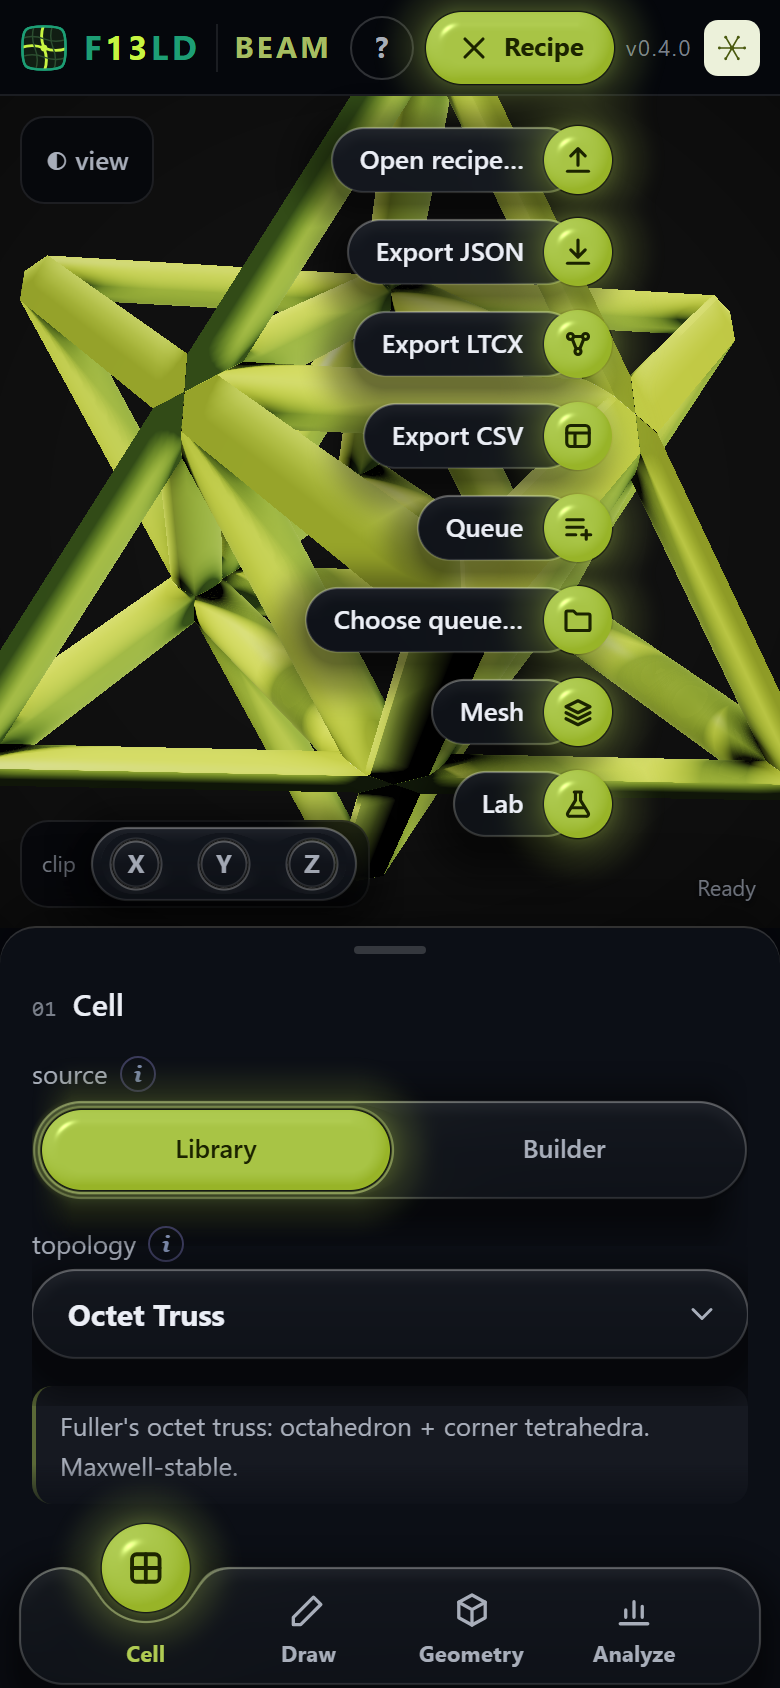 F13LD BEAM ? Recipe v0.4.0
view
Open recipe...
Export JSON
Export LTCX
Export CSV
Queue
Choose queue...
Mesh
Lab
clip X Y Z
Ready
01 Cell
source i
Library Builder
topology i
Octet Truss
Fuller's octet truss: octahedron + corner tetrahedra.
Maxwell-stable.
Cell Draw Geometry Analyze